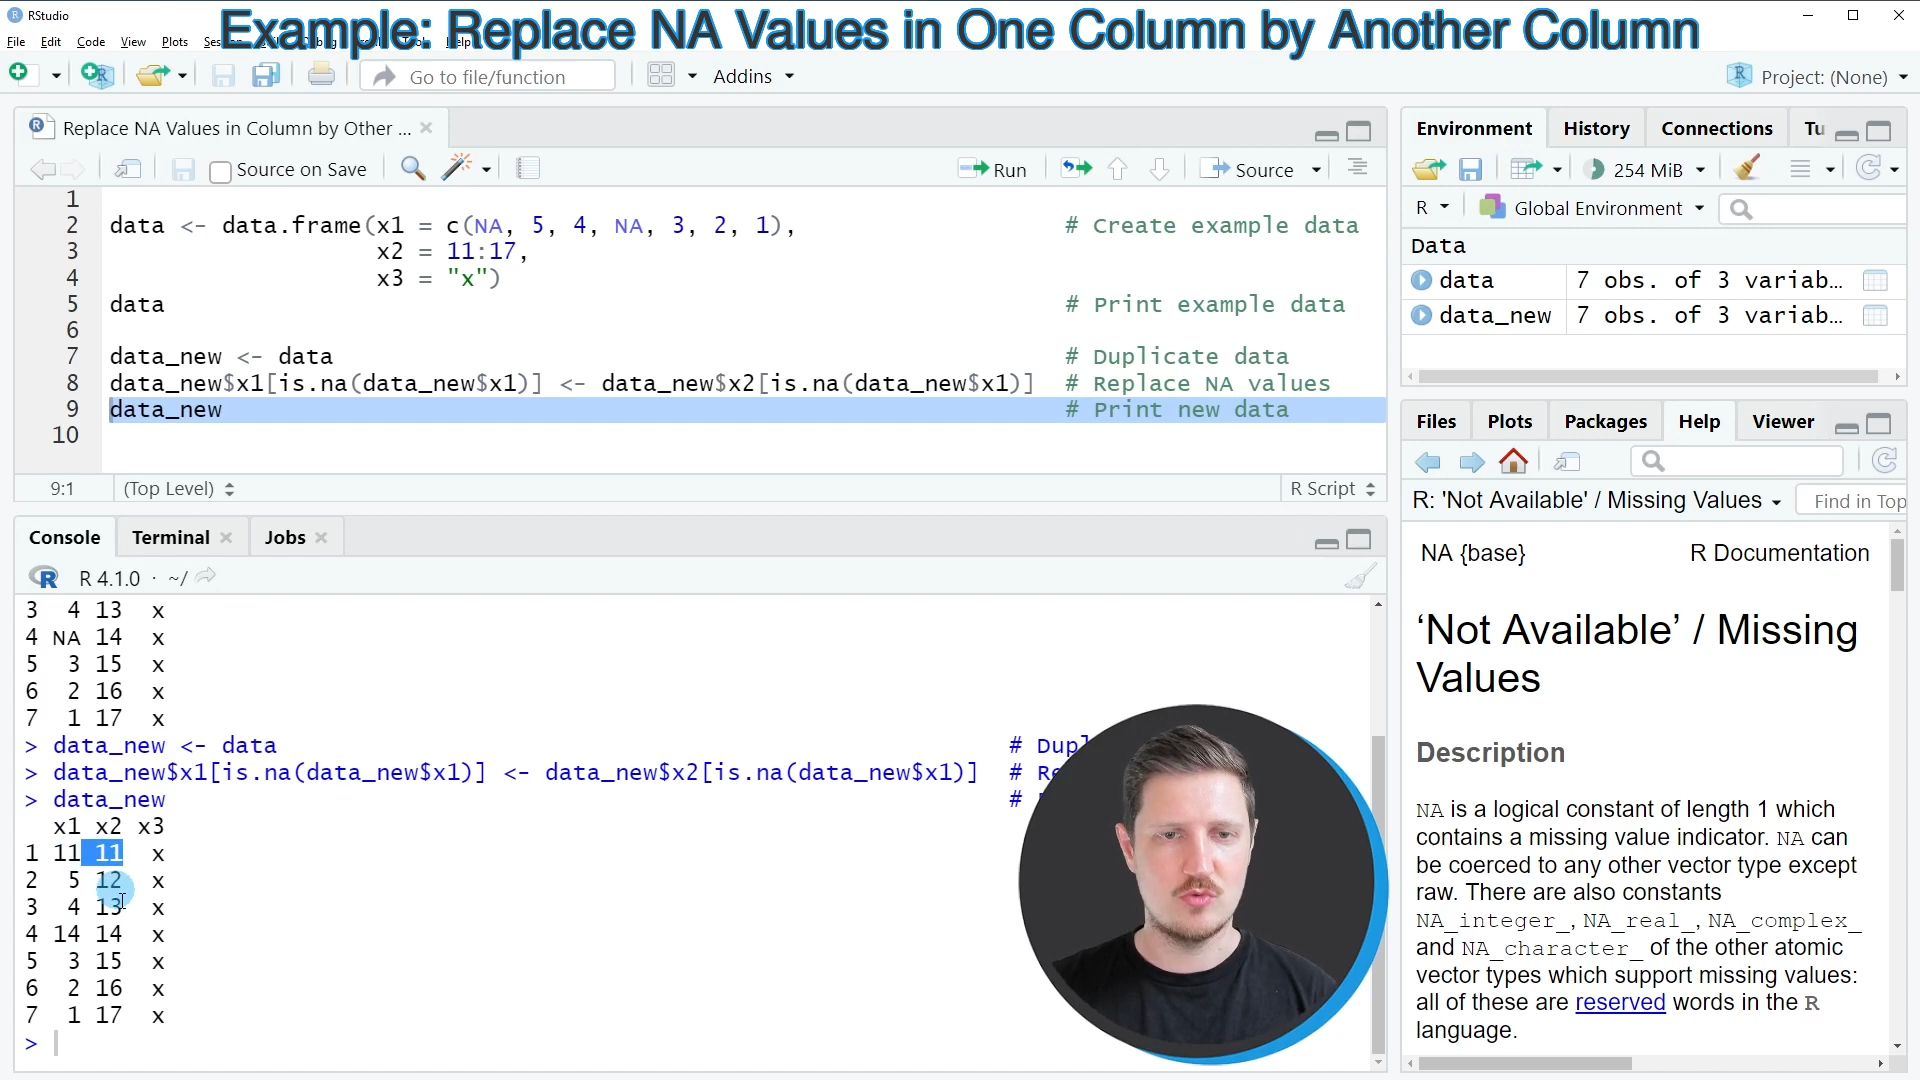 RStudio
Example: Replace NA Values in One Column by Another Column
File Edit Code View Plots
Go to file/function
Addins
Project: (None)
Replace NA Values in Column by Other ...
Source on Save
Run
Source
1
2 data <- data.frame(x1 = c(NA, 5, 4, NA, 3, 2, 1), # Create example data
3 x2 = 11:17,
4 x3 = "x")
5 data # Print example data
6
7 data_new <- data # Duplicate data
8 data_new$x1[is.na(data_new$x1)] <- data_new$x2[is.na(data_new$x1)] # Replace NA values
9 data_new # Print new data
10
9:1 (Top Level) R Script
Console Terminal Jobs
R 4.1.0 · ~/
3 4 13 x
4 NA 14 x
5 3 15 x
6 2 16 x
7 1 17 x
> data_new <- data # Dupl
> data_new$x1[is.na(data_new$x1)] <- data_new$x2[is.na(data_new$x1)] # Re
> data_new #
x1 x2 x3
1 11 11 x
2 5 12 x
3 4 13 x
4 14 14 x
5 3 15 x
6 2 16 x
7 1 17 x
>
Environment History Connections Tu
254 MiB
R Global Environment
Data
data 7 obs. of 3 variab...
data_new 7 obs. of 3 variab...
Files Plots Packages Help Viewer
R: 'Not Available' / Missing Values Find in Top
NA {base} R Documentation
‘Not Available’ / Missing
Values
Description
NA is a logical constant of length 1 which
contains a missing value indicator. NA can
be coerced to any other vector type except
raw. There are also constants
NA_integer_, NA_real_, NA_complex_
and NA_character_ of the other atomic
vector types which support missing values:
all of these are reserved words in the R
language.